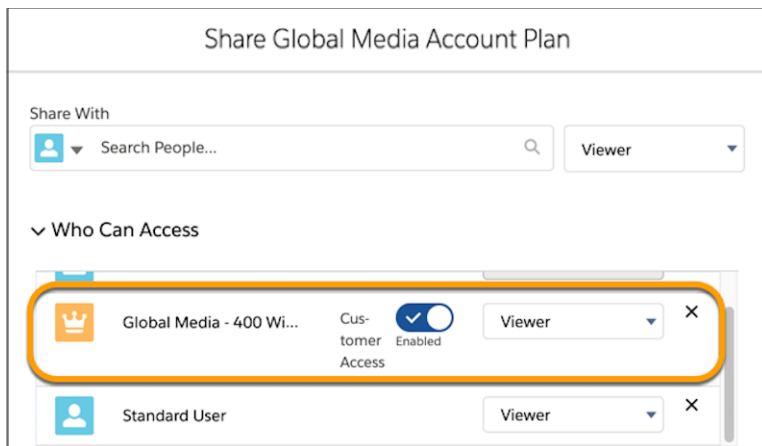 Share Global Media Account Plan
Share With
Search People...
Viewer
Who Can Access
Global Media - 400 Wi...
Cus-
tomer
Access
Enabled
Viewer
Standard User
Viewer